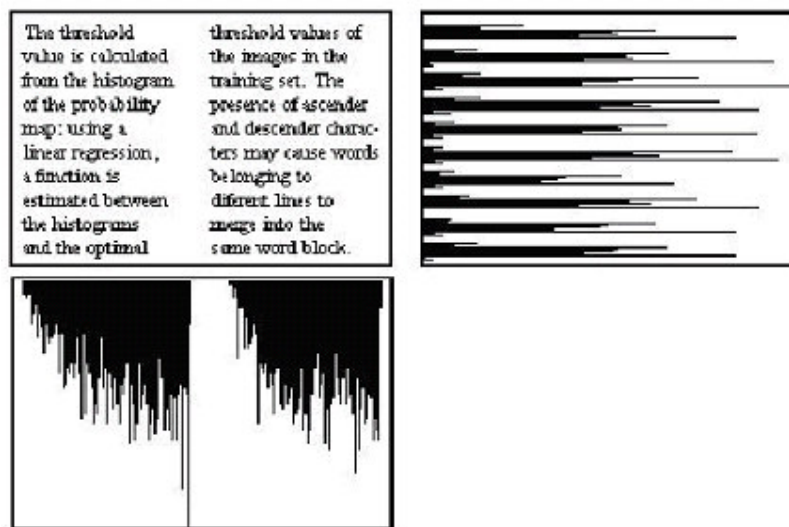 The threshold
value is calculated
from the histogram
of the probability
map: using a
linear regression,
a function is
estimated between
the histograms
and the optimal
threshold values of
the images in the
training set. The
presence of ascender
and descender charac-
ters may cause words
belonging to
diferent lines to
merge into the
same word block.